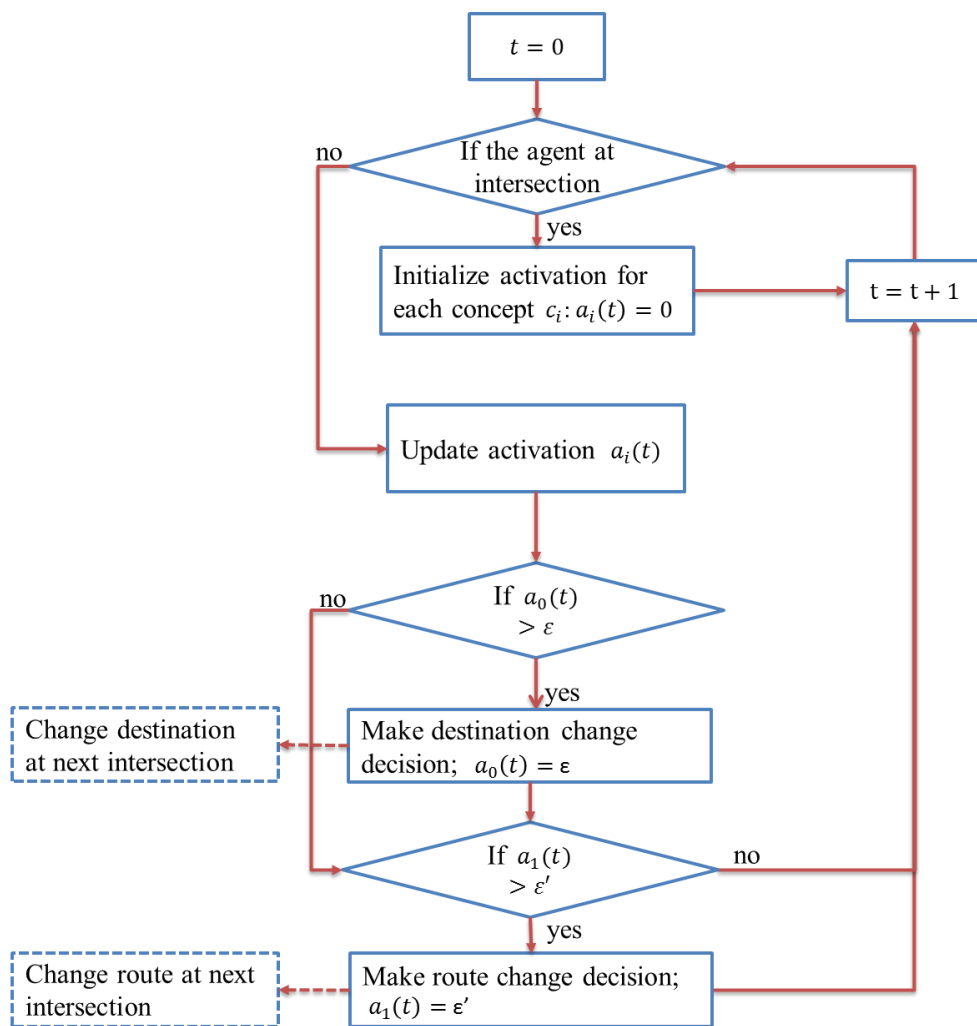 t = 0
no
If the agent at
intersection
yes
Initialize activation for
each concept c_i: a_i(t) = 0
t = t + 1
Update activation a_i(t)
no
If a_0(t)
> ε
yes
Change destination
at next intersection
Make destination change
decision; a_0(t) = ε
If a_1(t)
> ε′
no
yes
Change route at next
intersection
Make route change decision;
a_1(t) = ε'